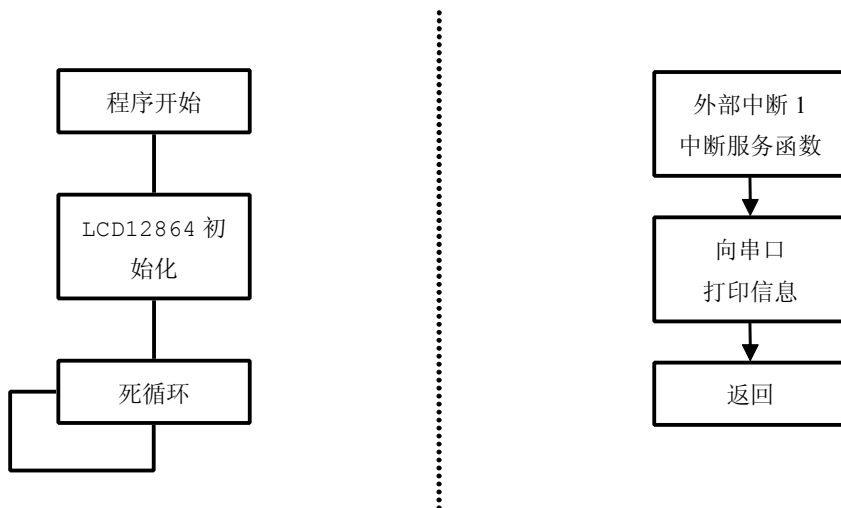 程序开始
LCD12864 初
始化
死循环
外部中断 1
中断服务函数
向串口
打印信息
返回